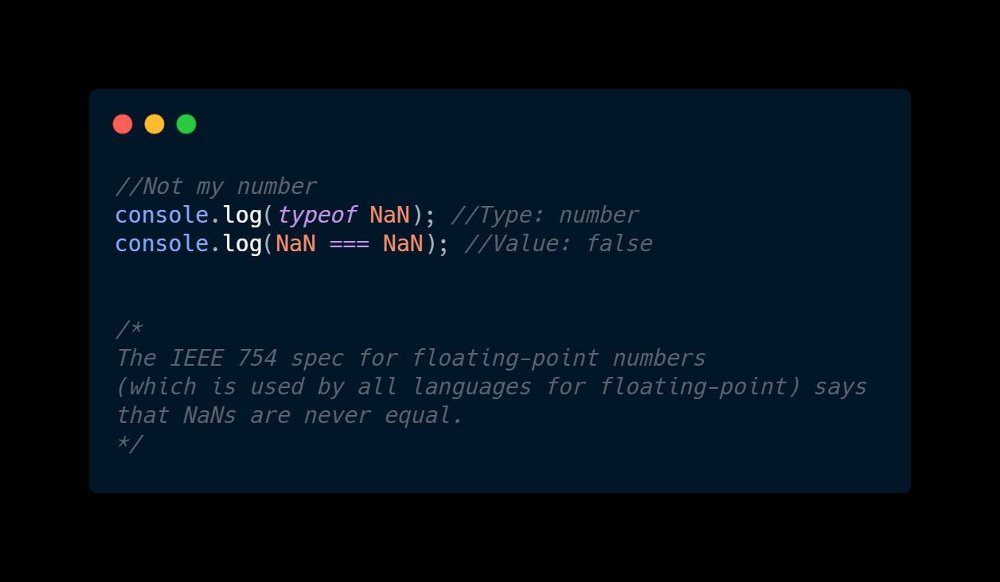 //Not my number
console.log(typeof NaN); //Type: number
console.log(NaN === NaN); //Value: false
/*
The IEEE 754 spec for floating-point numbers
(which is used by all languages for floating-point) says
that NaNs are never equal.
*/